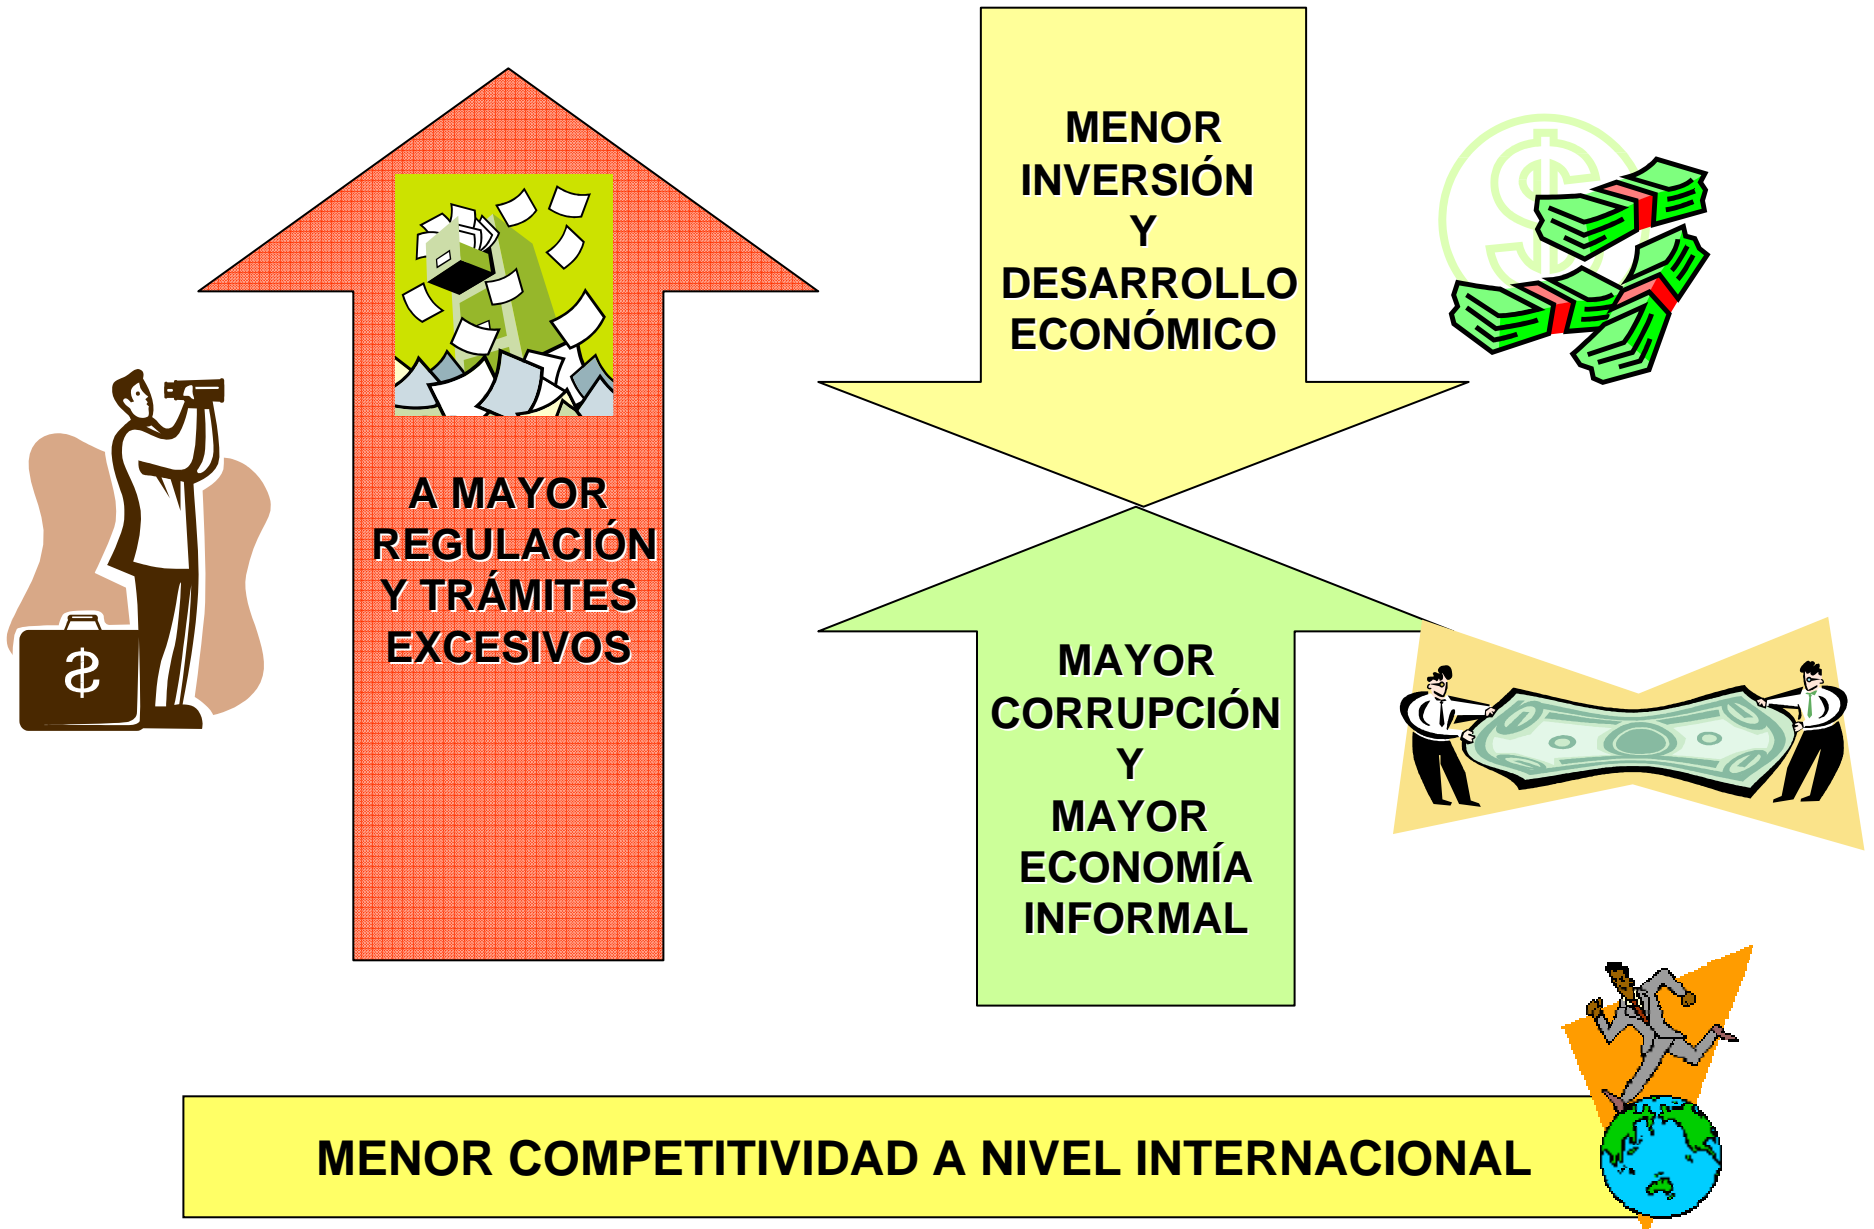 A MAYOR
REGULACIÓN
Y TRÁMITES
EXCESIVOS
MENOR
INVERSIÓN
Y
DESARROLLO
ECONÓMICO
MAYOR
CORRUPCIÓN
Y
MAYOR
ECONOMÍA
INFORMAL
MENOR COMPETITIVIDAD A NIVEL INTERNACIONAL